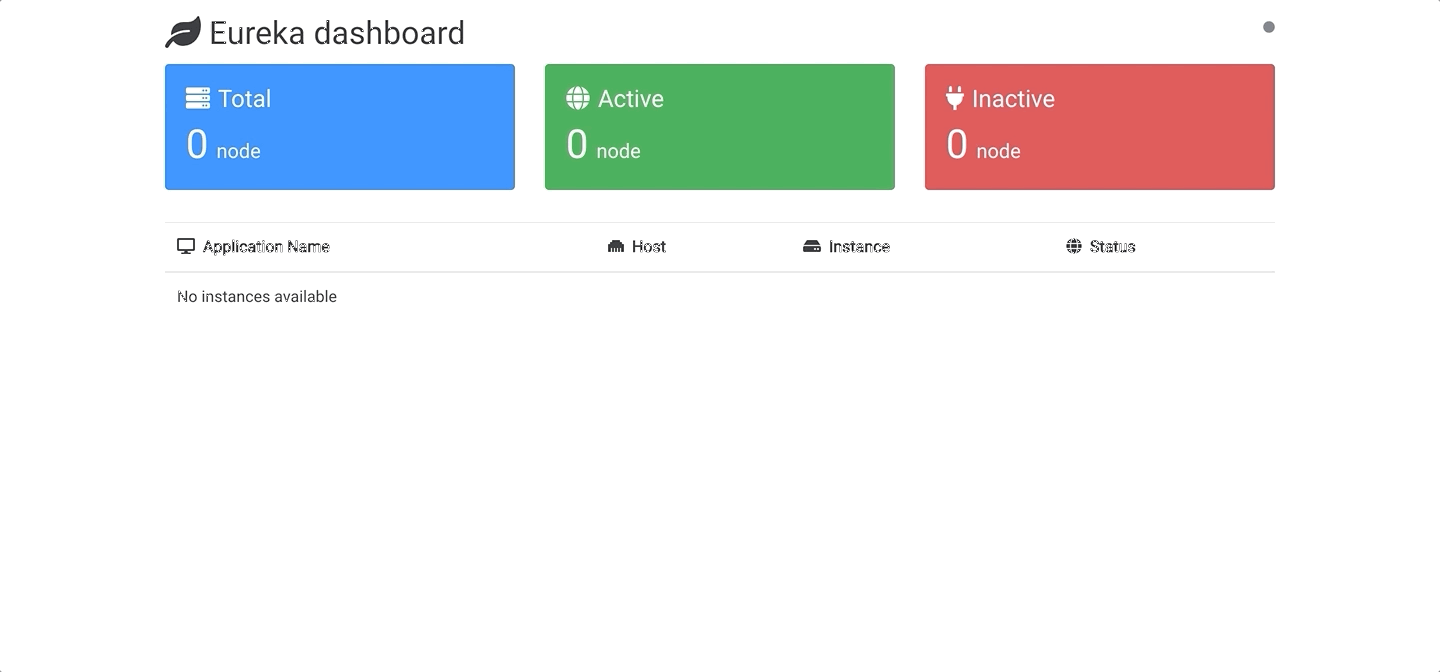 Eureka dashboard
Total
0 node
Active
0 node
Inactive
0 node
Application Name Host Instance Status
No instances available